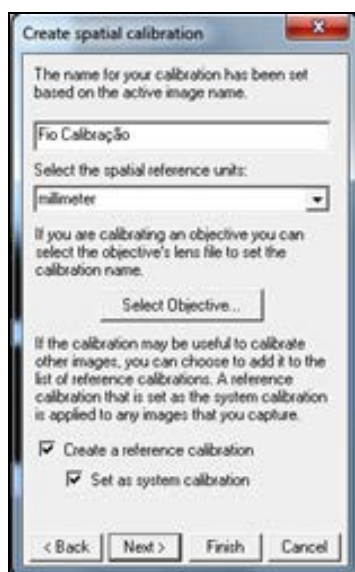 Create spatial calibration
The name for your calibration has been set
based on the active image name.
Fio Calibração
Select the spatial reference units:
millimeter
If you are calibrating an objective you can
select the objective's lens file to set the
calibration name.
Select Objective...
If the calibration may be useful to calibrate
other images, you can choose to add it to the
list of reference calibrations. A reference
calibration that is set as the system calibration
is applied to any images that you capture.
Create a reference calibration
Set as system calibration
< Back Next > Finish Cancel